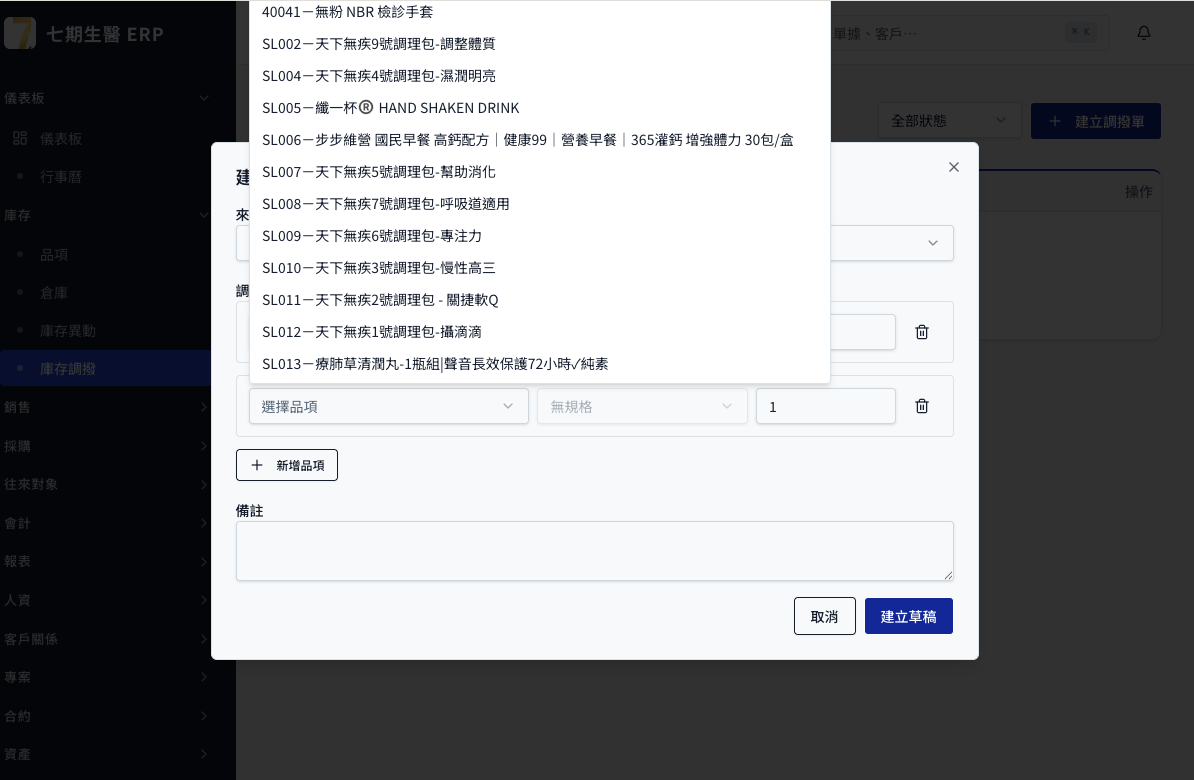 七期生醫 ERP
儀表板
儀表板
行事曆
庫存
品項
倉庫
庫存異動
庫存調撥
銷售
採購
往來對象
會計
報表
人資
客戶關係
專案
合約
資產
單據、客戶…
⌘ K
全部狀態
+ 建立調撥單
操作
建
來
調
40041－無粉 NBR 檢診手套
SL002－天下無疾9號調理包-調整體質
SL004－天下無疾4號調理包-濕潤明亮
SL005－纖一杯®️ HAND SHAKEN DRINK
SL006－步步維營 國民早餐 高鈣配方｜健康99｜營養早餐｜365灌鈣 增強體力 30包/盒
SL007－天下無疾5號調理包-幫助消化
SL008－天下無疾7號調理包-呼吸道適用
SL009－天下無疾6號調理包-專注力
SL010－天下無疾3號調理包-慢性高三
SL011－天下無疾2號調理包 - 關捷軟Q
SL012－天下無疾1號調理包-攝滴滴
SL013－療肺草清潤丸-1瓶組|聲音長效保護72小時✓純素
選擇品項 無規格 1
+ 新增品項
備註
取消 建立草稿